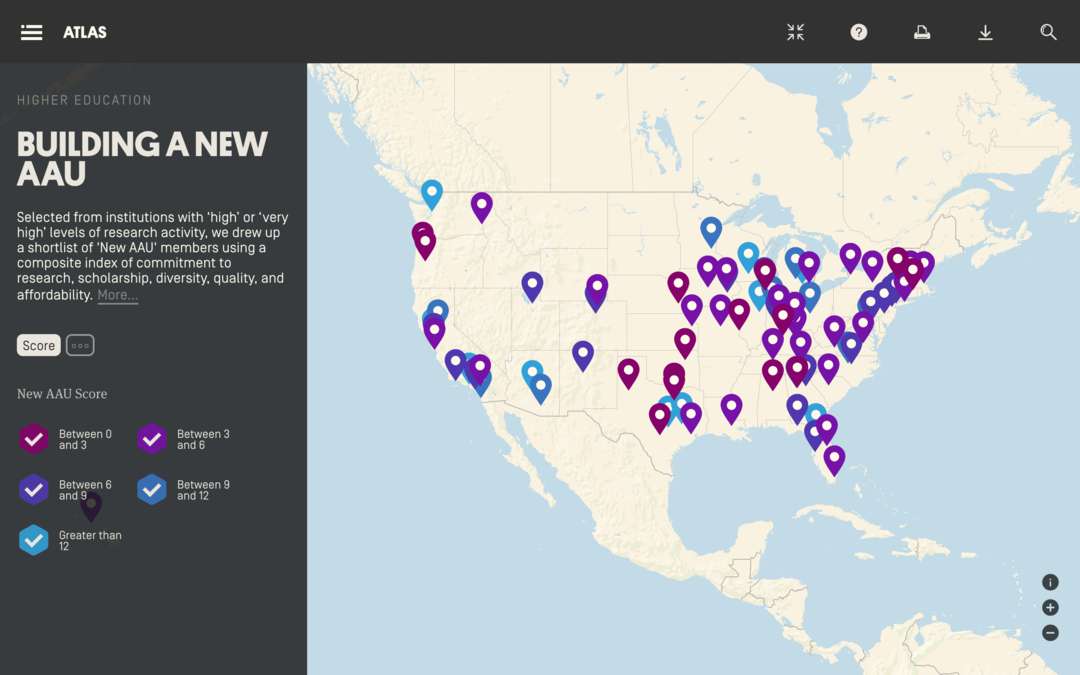 ATLAS
?
HIGHER EDUCATION
BUILDING A NEW
AAU
Selected from institutions with ‘high’ or ‘very
high’ levels of research activity, we drew up
a shortlist of ‘New AAU’ members using a
composite index of commitment to
research, scholarship, diversity, quality, and
affordability. More...
Score
New AAU Score
Between 0
and 3
Between 3
and 6
Between 6
and 9
Between 9
and 12
Greater than
12
i
+
−